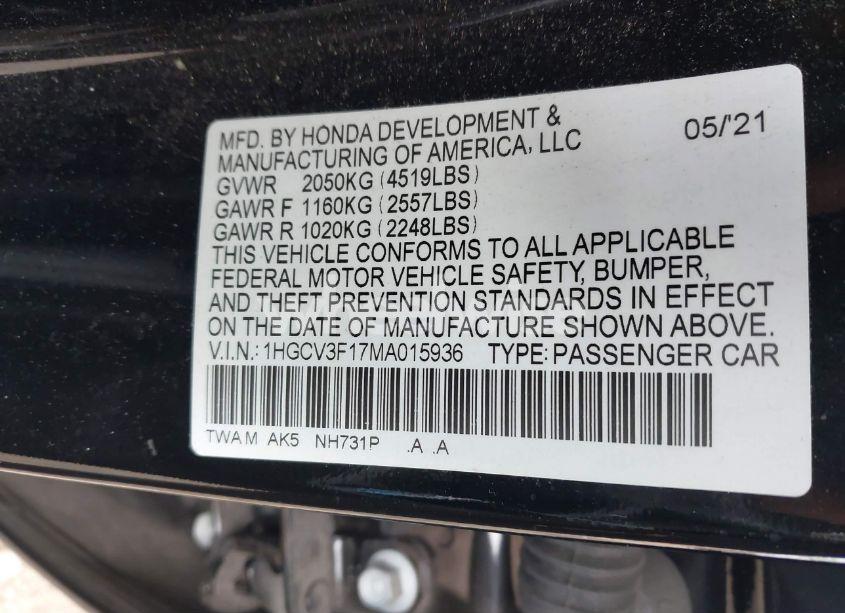 MFD. BY HONDA DEVELOPMENT & 05/'21
MANUFACTURING OF AMERICA, LLC
GVWR 2050KG (4519LBS)
GAWR F 1160KG (2557LBS)
GAWR R 1020KG (2248LBS)
THIS VEHICLE CONFORMS TO ALL APPLICABLE
FEDERAL MOTOR VEHICLE SAFETY, BUMPER,
AND THEFT PREVENTION STANDARDS IN EFFECT
ON THE DATE OF MANUFACTURE SHOWN ABOVE.
V.I.N.: 1HGCV3F17MA015936 TYPE: PASSENGER CAR
TWAM AK5 NH731P .A .A